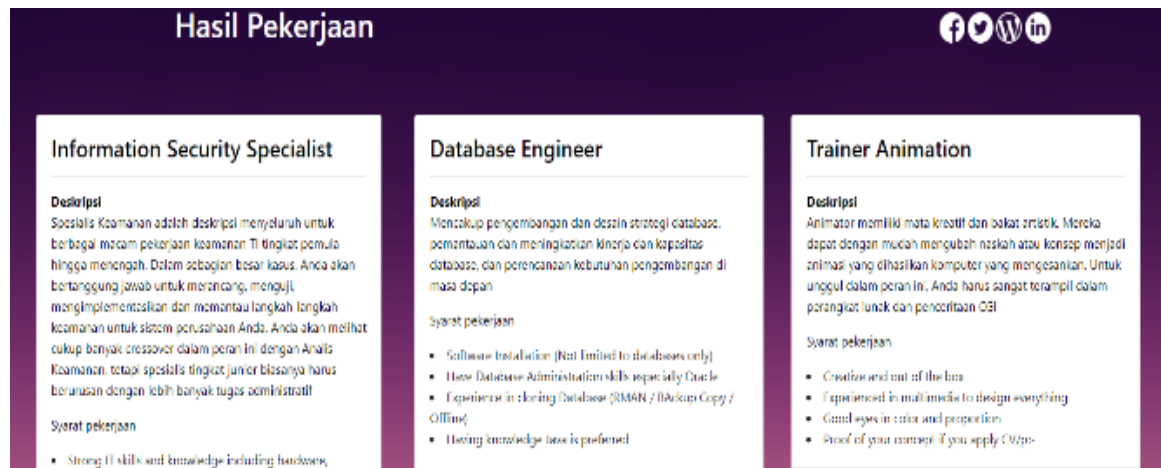 Hasil Pekerjaan
Information Security Specialist
Deskripsi
Spesialis Keamanan adalah deskripsi menyeluruh untuk
berbagai macam pekerjaan keamanan TI tingkat pemula
hingga menengah. Dalam sebagian besar kasus, Anda akan
bertanggung jawab untuk merancang, menguji,
mengimplementasikan dan memantau langkah-langkah
keamanan untuk sistem perusahaan Anda. Anda akan melihat
cukup banyak crossover dalam peran ini dengan Analis
Keamanan, tetapi spesialis tingkat junior biasanya harus
berurusan dengan lebih banyak tugas administratif
Syarat pekerjaan
• Strong IT skills and knowledge including hardware,
Database Engineer
Deskripsi
Mencakup pengembangan dan desain strategi database,
pemantauan dan meningkatkan kinerja dan kapasitas
database, dan perencanaan kebutuhan pengembangan di
masa depan
Syarat pekerjaan
• Software Installation (Not limited to databases only)
• Have Database Administration skills especially Oracle
• Experience in cloning Database (RMAN / BAckup Copy /
Offline)
• Having knowledge Java is preferred
Trainer Animation
Deskripsi
Animator memiliki mata kreatif dan bakat artistik. Mereka
dapat dengan mudah mengubah naskah atau konsep menjadi
animasi yang dihasilkan komputer yang mengesankan. Untuk
unggul dalam peran ini, Anda harus sangat terampil dalam
perangkat lunak dan penceritaan CGI
Syarat pekerjaan
• Creative and out of the box
• Experienced in multimedia to design everything
• Good eyes in color and proportion
• Proof of your concept if you apply CV/p>